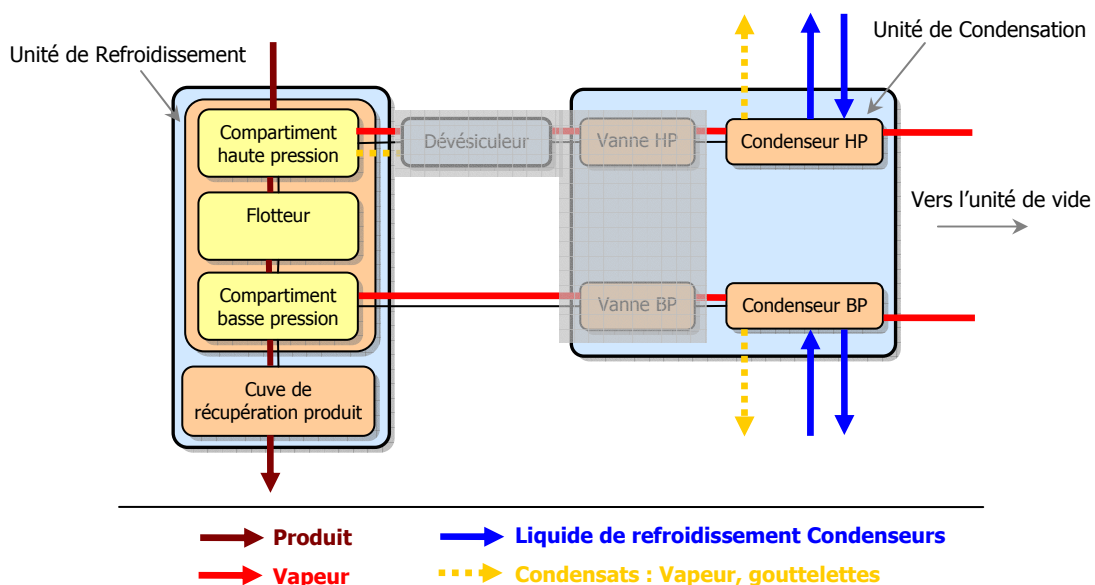 Unité de Refroidissement
Unité de Condensation
Compartiment
haute pression
Dévésiculeur
Vanne HP
Condenseur HP
Flotteur
Vers l'unité de vide
Compartiment
basse pression
Vanne BP
Condenseur BP
Cuve de
récupération produit
Produit
Liquide de refroidissement Condenseurs
Vapeur
Condensats : Vapeur, gouttelettes